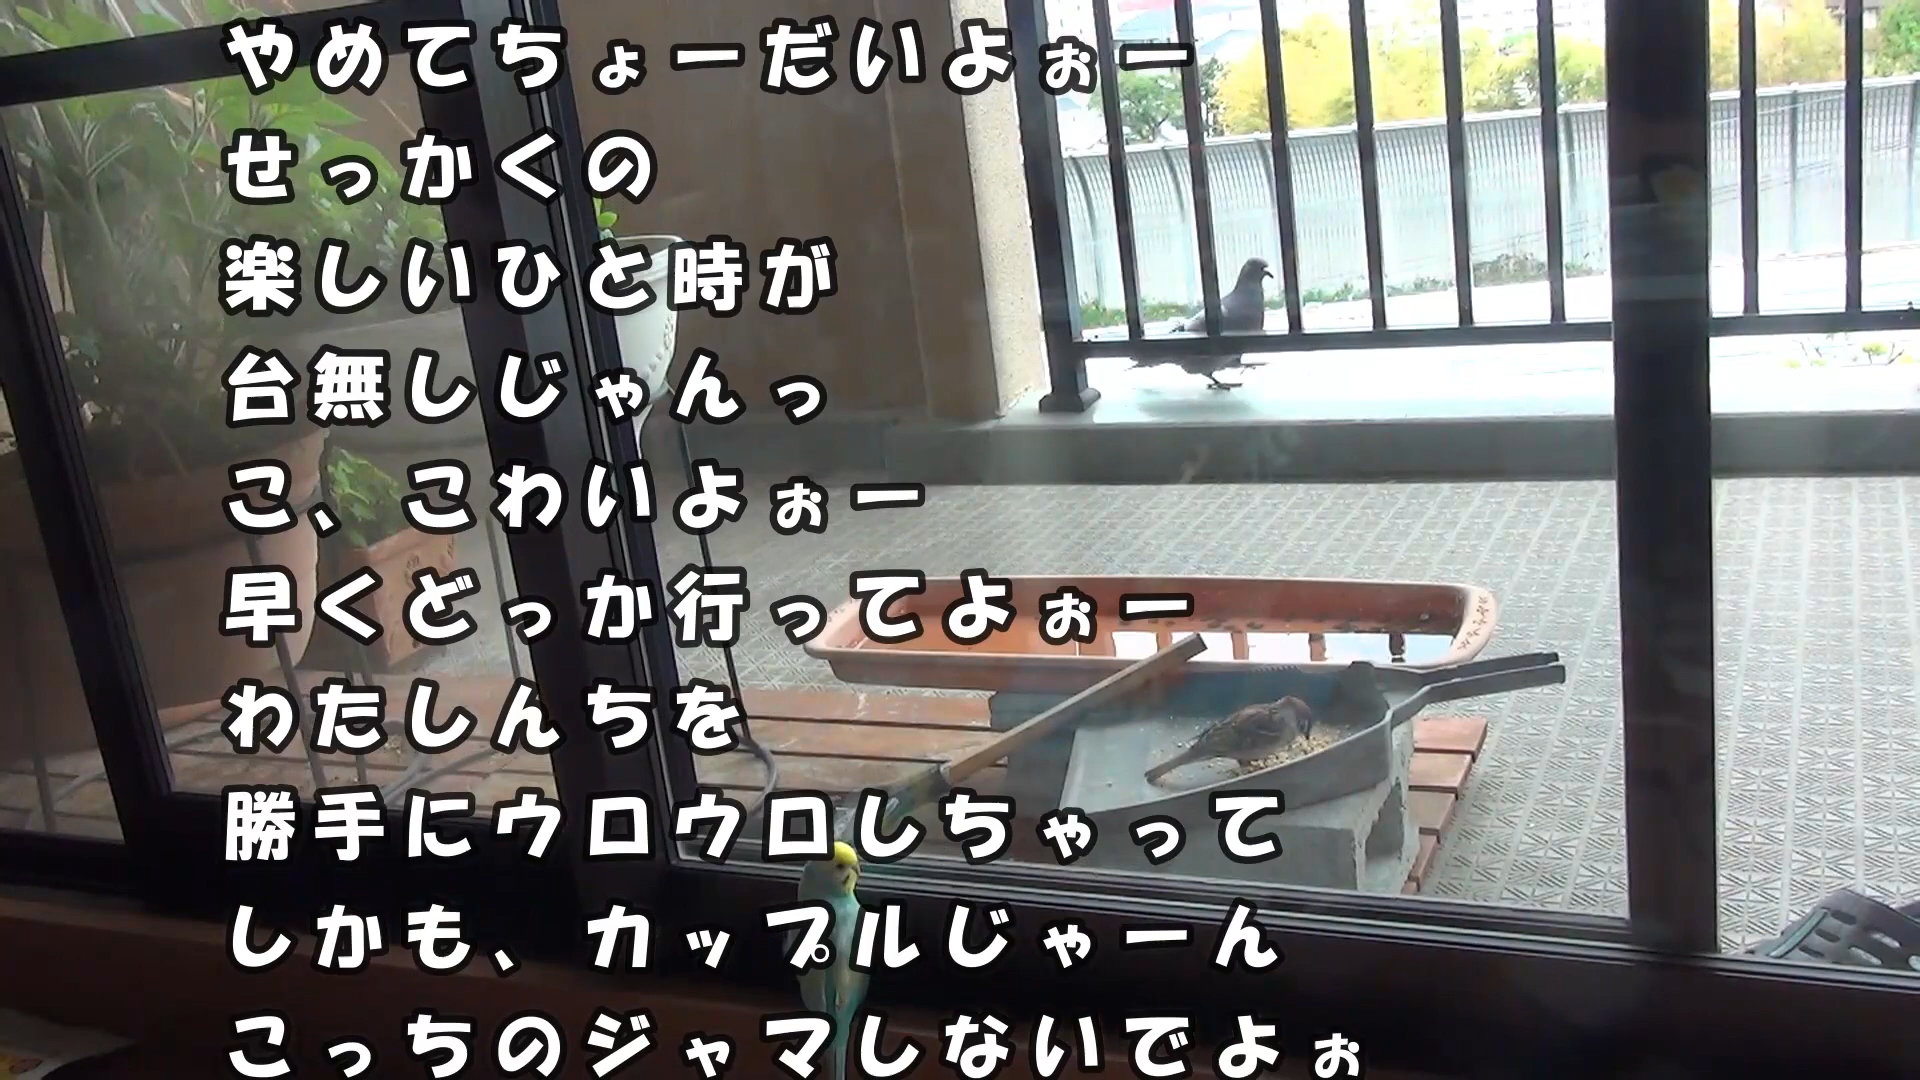 やめてちょーだいよぉー
せっかくの
楽しいひと時が
台無しじゃんっ
こ、こわいよぉー
早くどっか行ってよぉー
わたしんちを
勝手にウロウロしちゃって
しかも、カップルじゃーん
こっちのジャマしないでよぉ